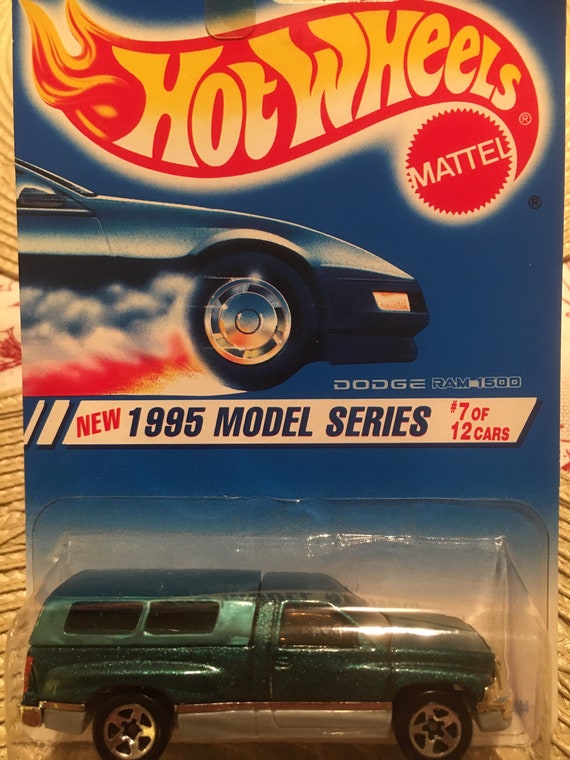 HOT WHEELS ®
MATTEL
®
DODGE RAM 1500
NEW 1995 MODEL SERIES #7 OF
12 CARS